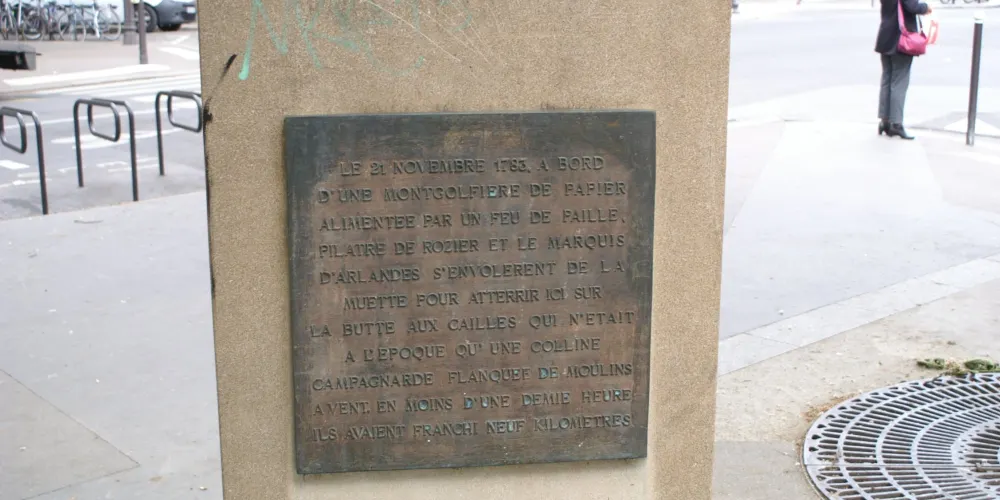 LE 21 NOVEMBRE 1783, A BORD
D'UNE MONTGOLFIERE DE PAPIER
ALIMENTEE PAR UN FEU DE PAILLE,
PILATRE DE ROZIER ET LE MARQUIS
D'ARLANDES S'ENVOLERENT DE LA
MUETTE POUR ATTERRIR ICI SUR
LA BUTTE AUX CAILLES QUI N'ETAIT
A L'EPOQUE QU'UNE COLLINE
CAMPAGNARDE FLANQUEE DE MOULINS
A VENT. EN MOINS D'UNE DEMIE HEURE
ILS AVAIENT FRANCHI NEUF KILOMETRES